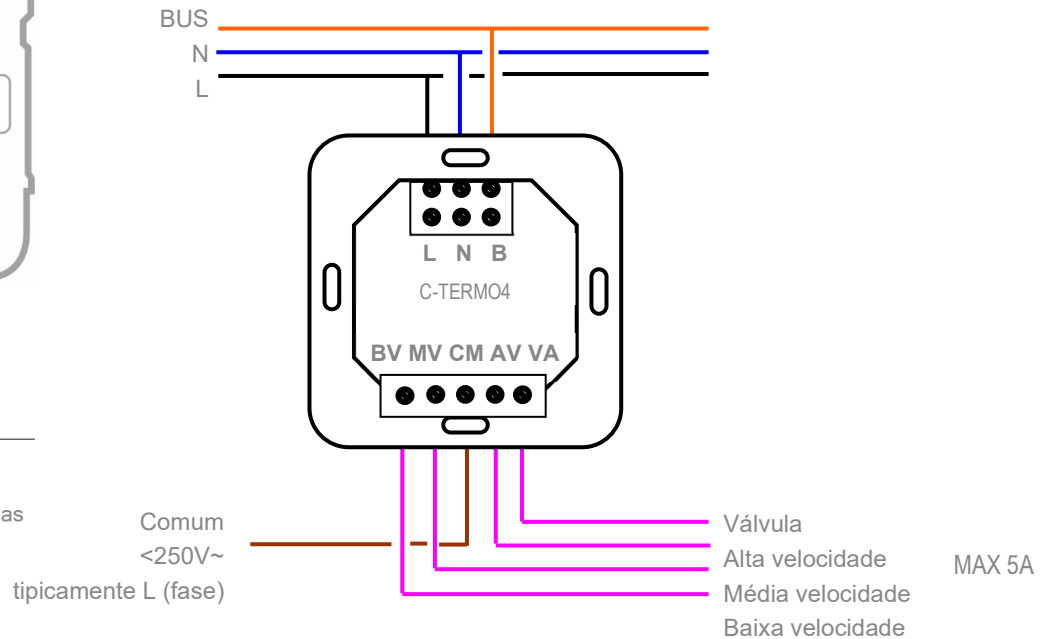 BUS
N
L
L N B
C-TERMO4
BV MV CM AV VA
as
Comum
<250V~
tipicamente L (fase)
Válvula
Alta velocidade
Média velocidade
Baixa velocidade
MAX 5A